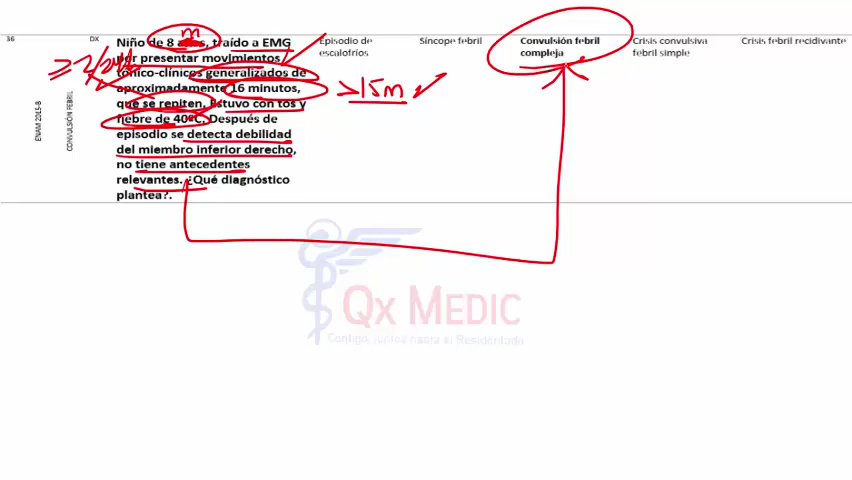 36
DX
ENAM 2015-B
CONVULSIÓN FEBRIL
m
Niño de 8 años, traído a EMG
por presentar movimientos
tónico-clínicos generalizados de
aproximadamente 16 minutos,
que se repiten. Estuvo con tos y
fiebre de 40°C. Después de
episodio se detecta debilidad
del miembro inferior derecho,
no tiene antecedentes
relevantes. ¿Qué diagnóstico
plantea?.
Episodio de
escalofríos
Síncope febril
Convulsión febril
compleja
Crisis convulsiva
febril simple
Crisis febril recidivante
>15m
QX MEDIC
Contigo, juntos hasta el Residentado